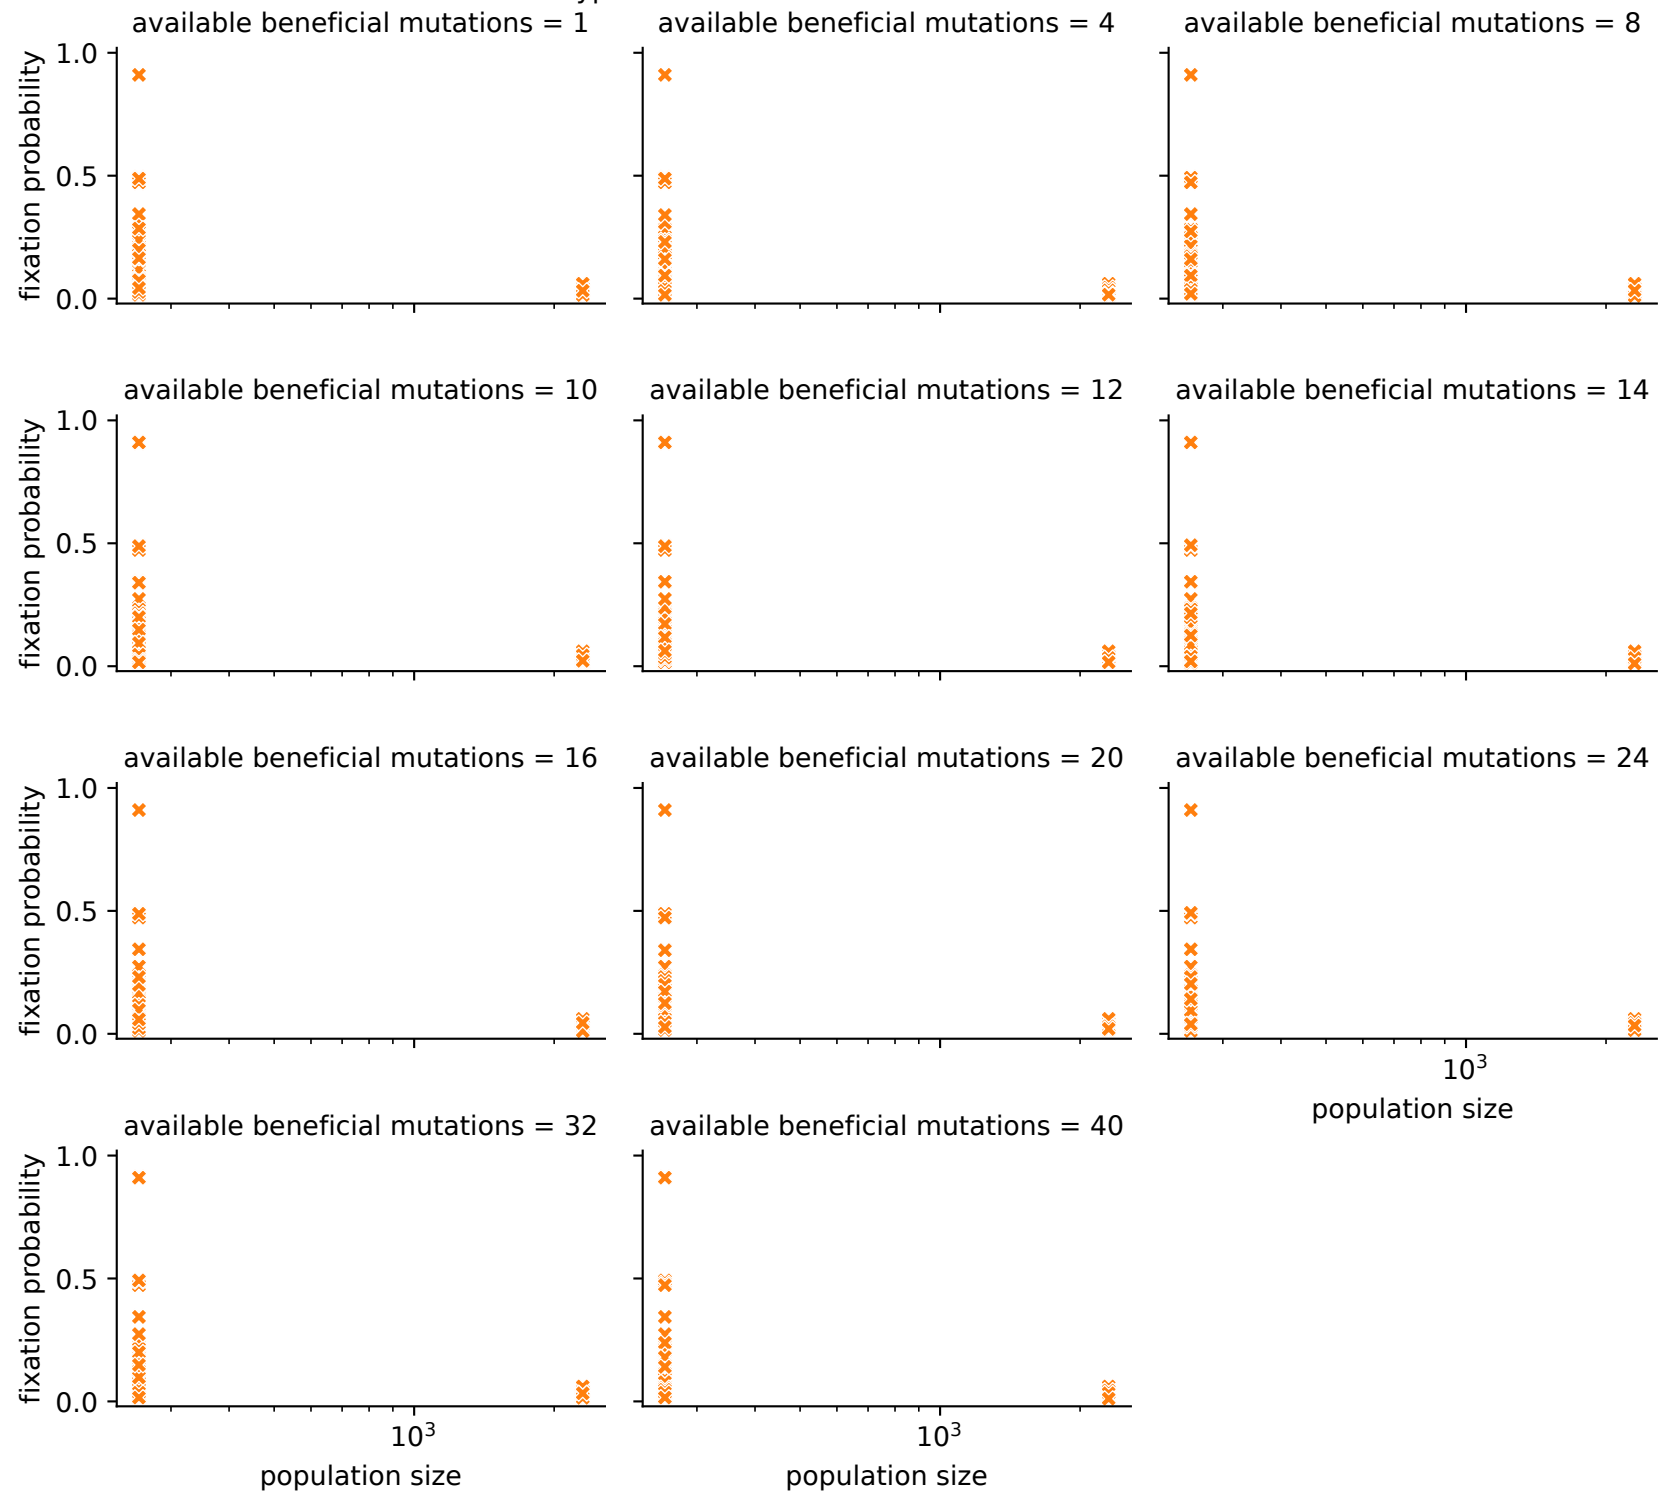 available beneficial mutations = 1
available beneficial mutations = 4
available beneficial mutations = 8
fixation probability
1.0
0.5
0.0
available beneficial mutations = 10
available beneficial mutations = 12
available beneficial mutations = 14
fixation probability
1.0
0.5
0.0
available beneficial mutations = 16
available beneficial mutations = 20
available beneficial mutations = 24
fixation probability
1.0
0.5
0.0
10³
population size
available beneficial mutations = 32
available beneficial mutations = 40
fixation probability
1.0
0.5
0.0
10³
10³
population size
population size